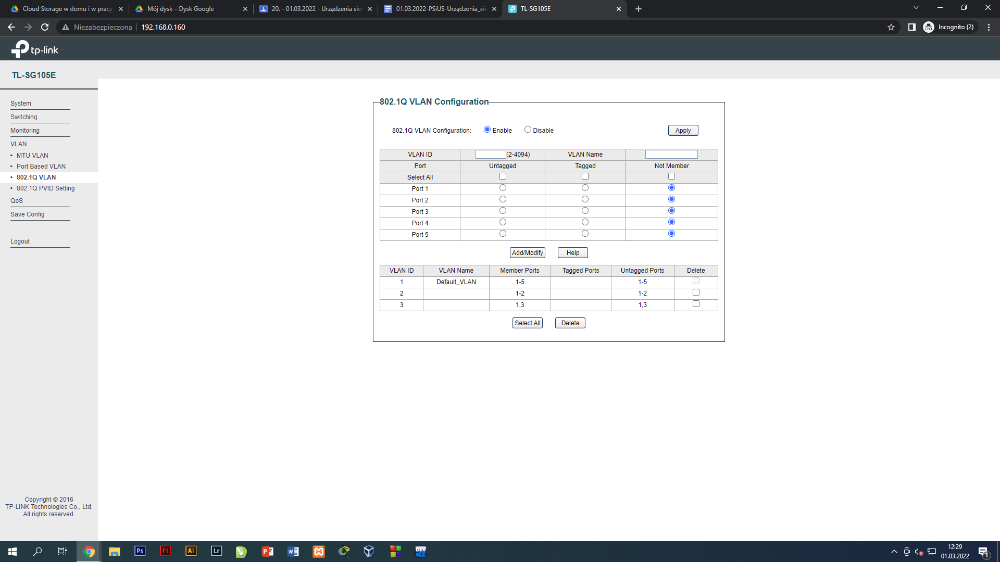 Cloud Storage w domu i w pracy
Mój dysk – Dysk Google
20. - 01.03.2022 - Urządzenia sie
01.03.2022-PSiUS-Urządzenia_sie
TL-SG105E
Niezabezpieczona
192.168.0.160
Incognito (2)
tp-link
TL-SG105E
System
Switching
Monitoring
VLAN
• MTU VLAN
• Port Based VLAN
• 802.1Q VLAN
• 802.1Q PVID Setting
QoS
Save Config
Logout
Copyright © 2016
TP-LINK Technologies Co., Ltd.
All rights reserved.
802.1Q VLAN Configuration
802.1Q VLAN Configuration: Enable Disable Apply
VLAN ID (2-4094) VLAN Name
Port Untagged Tagged Not Member
Select All
Port 1
Port 2
Port 3
Port 4
Port 5
Add/Modify Help
VLAN ID VLAN Name Member Ports Tagged Ports Untagged Ports Delete
1 Default_VLAN 1-5 1-5
2 1-2 1-2
3 1,3 1,3
Select All Delete
Ps
Fl
Ai
Lr
P
W
DEV
12:29
01.03.2022
1